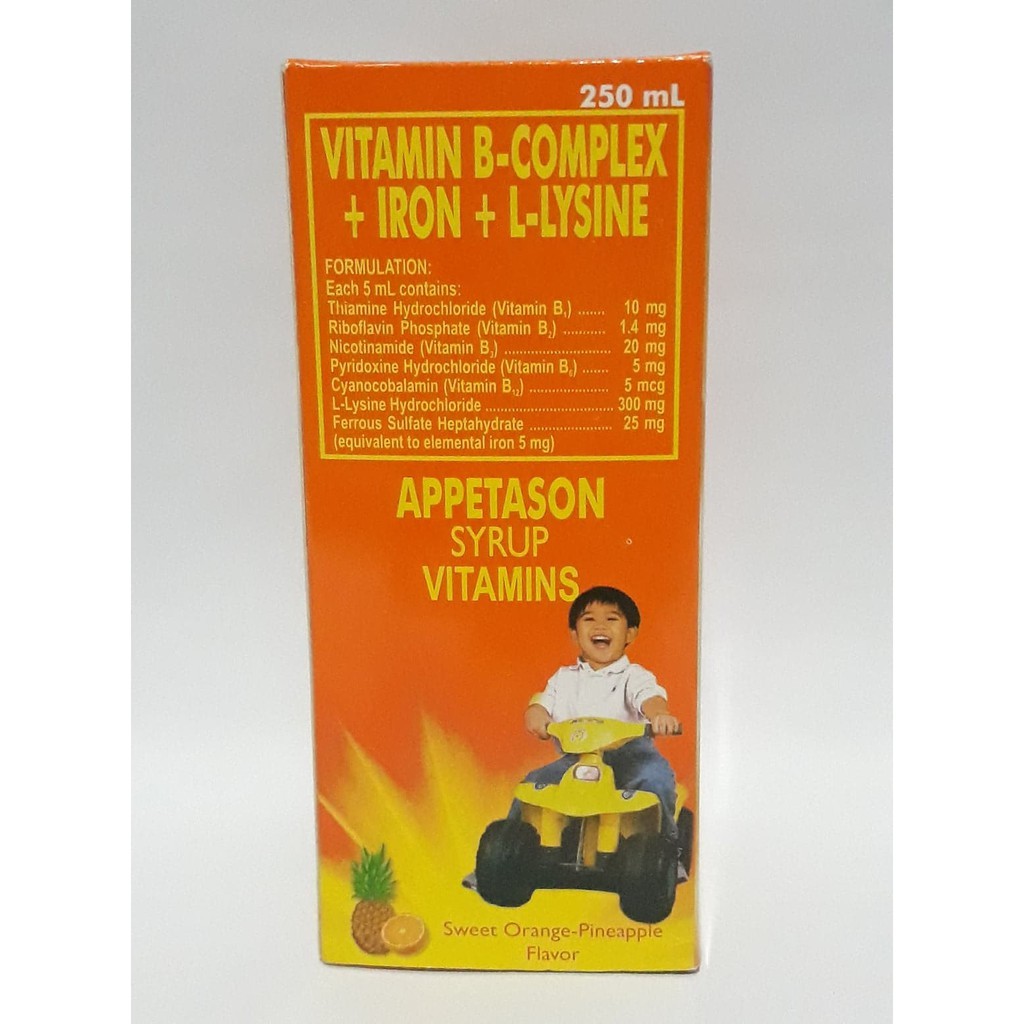 250 mL
VITAMIN B-COMPLEX
+ IRON + L-LYSINE
FORMULATION:
Each 5 mL contains:
Thiamine Hydrochloride (Vitamin B₁) ....... 10 mg
Riboflavin Phosphate (Vitamin B₂) ........... 1.4 mg
Nicotinamide (Vitamin B₃) ........................... 20 mg
Pyridoxine Hydrochloride (Vitamin B₆) ....... 5 mg
Cyanocobalamin (Vitamin B₁₂) .................... 5 mcg
L-Lysine Hydrochloride ................................ 300 mg
Ferrous Sulfate Heptahydrate ..................... 25 mg
(equivalent to elemental iron 5 mg)
APPETASON
SYRUP
VITAMINS
Sweet Orange-Pineapple
Flavor